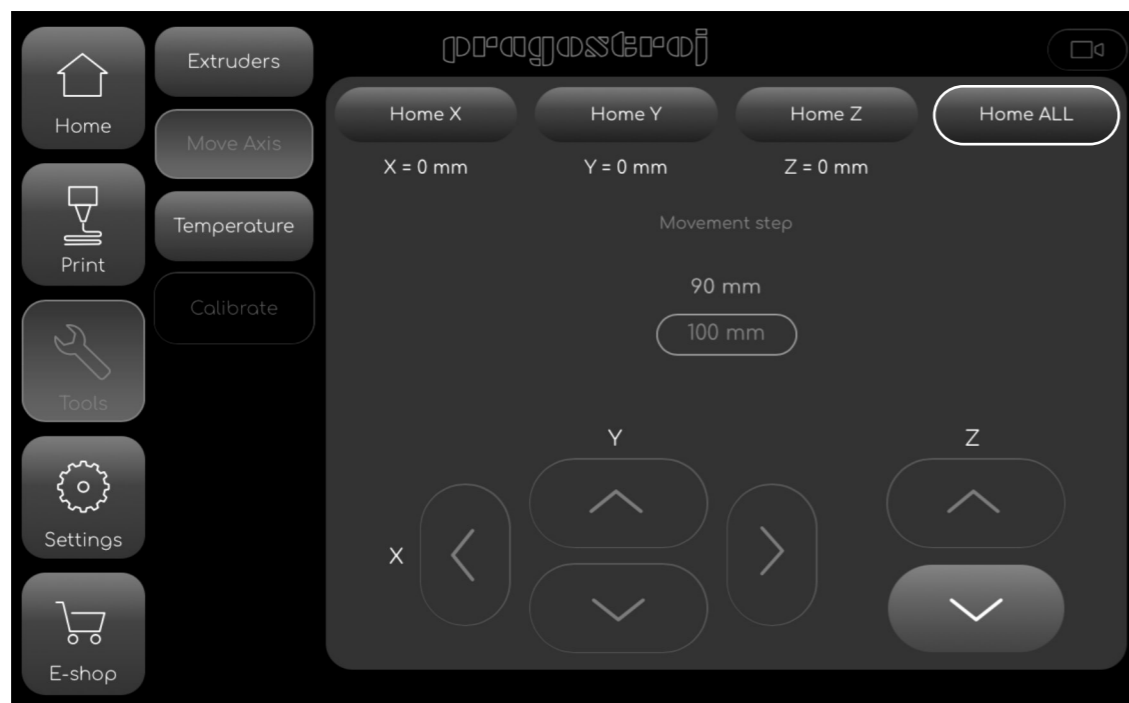 pragostroj
Home
Print
Tools
Settings
E-shop
Extruders
Move Axis
Temperature
Calibrate
Home X
Home Y
Home Z
Home ALL
X = 0 mm
Y = 0 mm
Z = 0 mm
Movement step
90 mm
100 mm
Y
Z
X